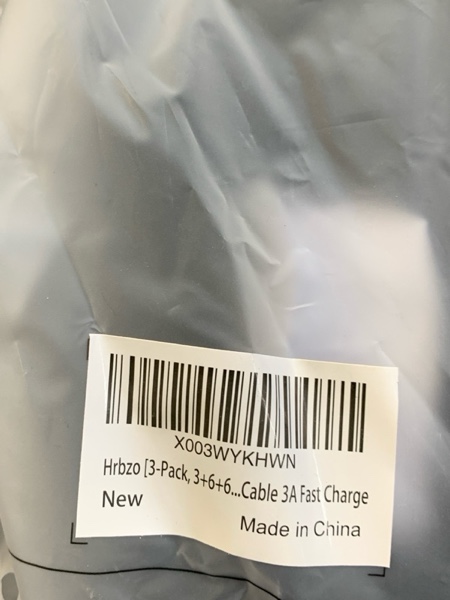 X003WYKHWN
Hrbzo [3-Pack, 3+6+6...Cable 3A Fast Charge
New
Made in China